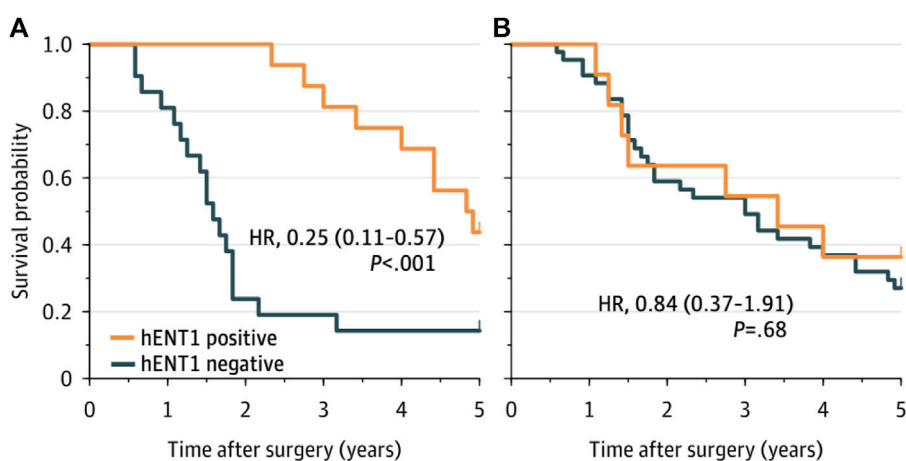 A
B
Survival probability
1.0
0.8
0.6
0.4
0.2
0
HR, 0.25 (0.11–0.57)
P<.001
hENT1 positive
hENT1 negative
0 1 2 3 4 5
Time after surgery (years)
HR, 0.84 (0.37–1.91)
P=.68
0 1 2 3 4 5
Time after surgery (years)